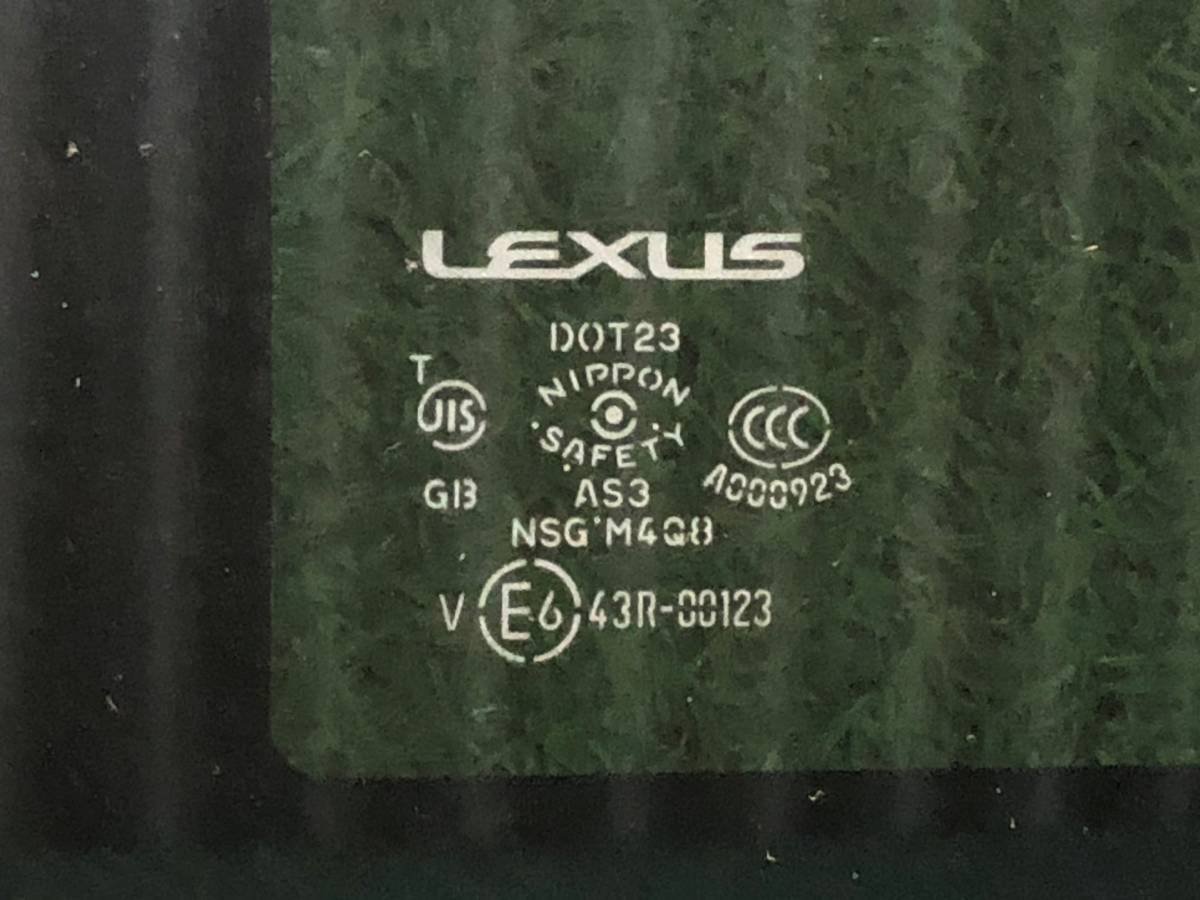 LEXUS
DOT23
T
JIS
NIPPON
SAFETY
CCC
A000923
GB
AS3
NSG M4Q8
V E6 43R-00123